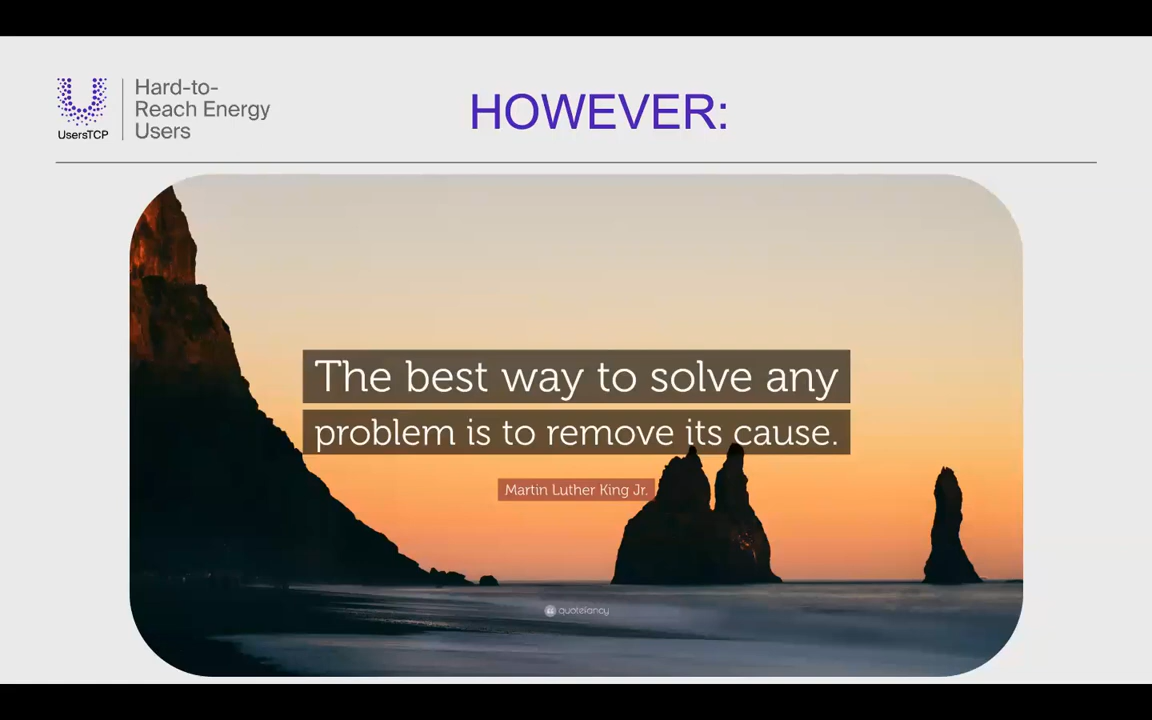 Hard-to-
Reach Energy
Users
UsersTCP
HOWEVER:
The best way to solve any
problem is to remove its cause.
Martin Luther King Jr.
quotefancy